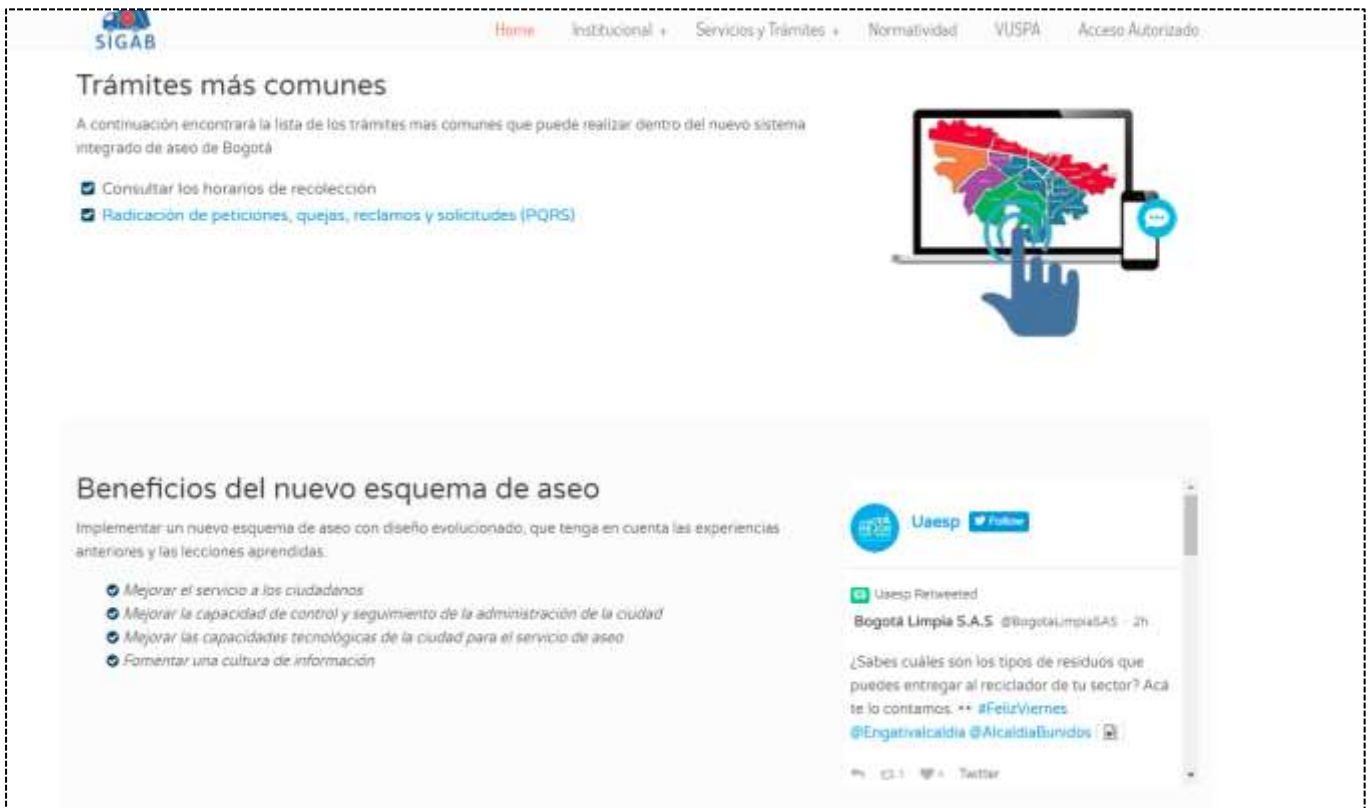 SIGAB
Home Institucional + Servicios y Trámites + Normatividad VUSPA Acceso Autorizado
Trámites más comunes
A continuación encontrará la lista de los trámites mas comunes que puede realizar dentro del nuevo sistema
integrado de aseo de Bogotá
Consultar los horarios de recolección
Radicación de peticiones, quejas, reclamos y solicitudes (PQRS)
Beneficios del nuevo esquema de aseo
Implementar un nuevo esquema de aseo con diseño evolucionado, que tenga en cuenta las experiencias
anteriores y las lecciones aprendidas.
Mejorar el servicio a los ciudadanos
Mejorar la capacidad de control y seguimiento de la administración de la ciudad
Mejorar las capacidades tecnológicas de la ciudad para el servicio de aseo
Fomentar una cultura de información
Uaesp Follow
Uaesp Retweeted
Bogotá Limpia S.A.S @BogotaLimpiaSAS · 2h
¿Sabes cuáles son los tipos de residuos que
puedes entregar al reciclador de tu sector? Acá
te lo contamos. #FelizViernes
@Engativalcaldia @AlcaldiaBunidos
Twitter